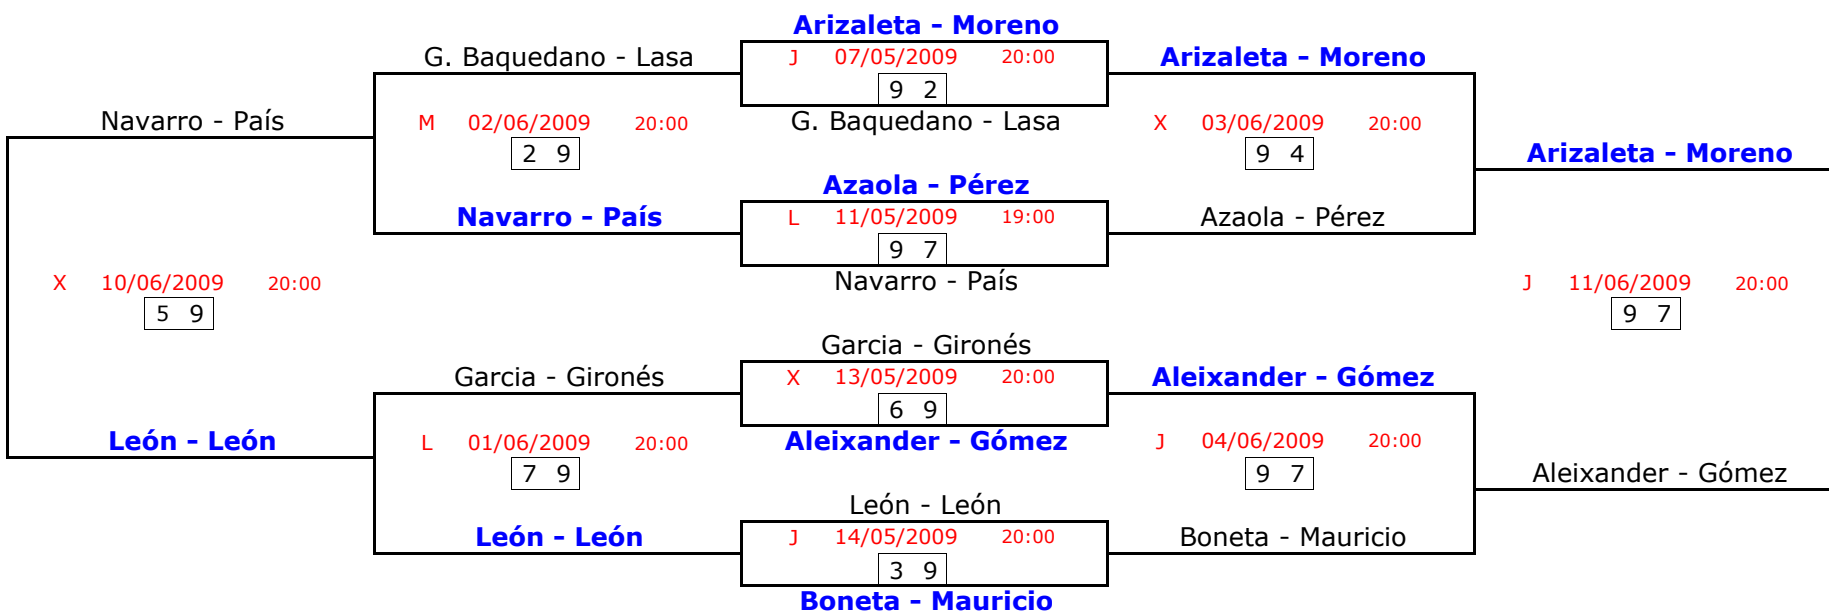 Arizaleta - Moreno
G. Baquedano - Lasa
J 07/05/2009 20:00
Arizaleta - Moreno
9 2
Navarro - País
M 02/06/2009 20:00
G. Baquedano - Lasa
X 03/06/2009 20:00
2 9
9 4
Arizaleta - Moreno
Azaola - Pérez
Navarro - País
L 11/05/2009 19:00
Azaola - Pérez
9 7
X 10/06/2009 20:00
Navarro - País
J 11/06/2009 20:00
5 9
9 7
Garcia - Gironés
Garcia - Gironés
X 13/05/2009 20:00
Aleixander - Gómez
6 9
León - León
L 01/06/2009 20:00
Aleixander - Gómez
J 04/06/2009 20:00
7 9
9 7
Aleixander - Gómez
León - León
León - León
J 14/05/2009 20:00
Boneta - Mauricio
3 9
Boneta - Mauricio